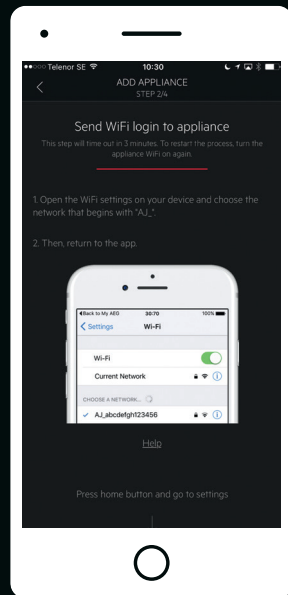 Telenor SE 10:30
ADD APPLIANCE
STEP 2/4
Send WiFi login to appliance
This step will time out in 3 minutes. To restart the process, turn the
appliance WiFi on again.
1. Open the WiFi settings on your device and choose the
network that begins with "AJ_".
2. Then, return to the app.
Back to My AEG 30:70 100%
Settings Wi-Fi
Wi-Fi
Current Network
CHOOSE A NETWORK...
AJ_abcdefgh123456
Help
Press home button and go to settings